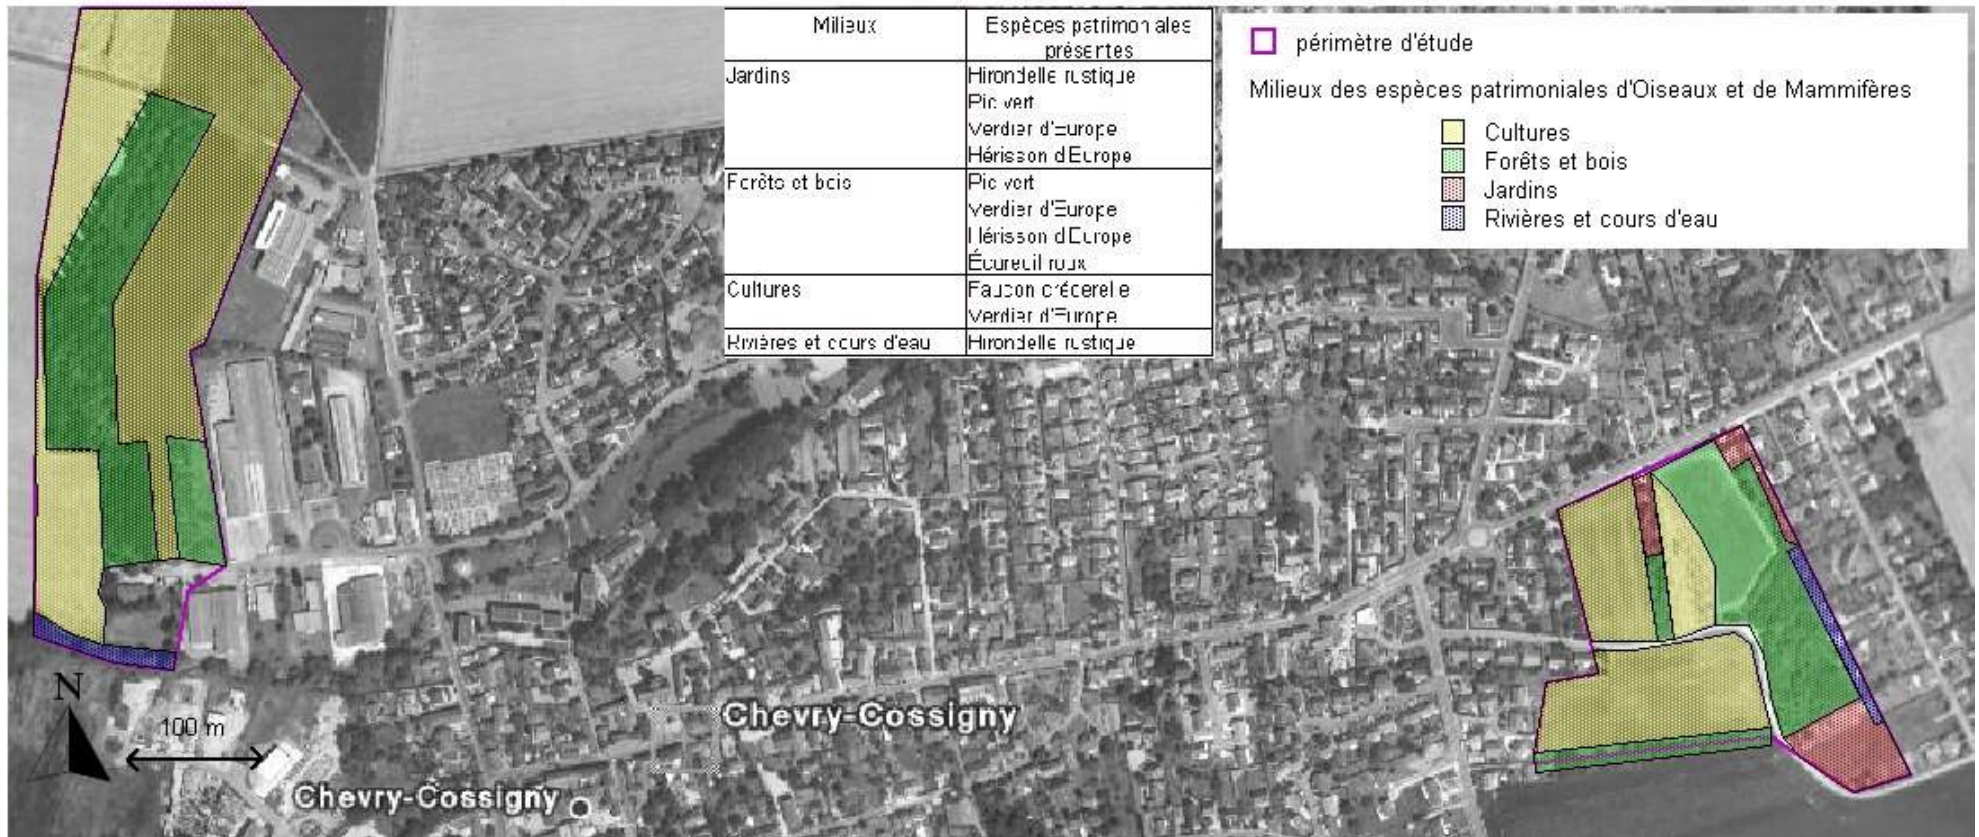 Milieux
Espèces patrimoniales
présentes
Jardins
Hirondelle rustique
Pic vert
Verdier d'Europe
Hérisson d'Europe
Forêts et bois
Pic vert
Verdier d'Europe
Hérisson d'Europe
Écureuil roux
Cultures
Faucon crécerelle
Verdier d'Europe
Rivières et cours d'eau
Hirondelle rustique
périmètre d'étude
Milieux des espèces patrimoniales d'Oiseaux et de Mammifères
Cultures
Forêts et bois
Jardins
Rivières et cours d'eau
N
100 m
Chevry-Cossigny
Chevry-Cossigny